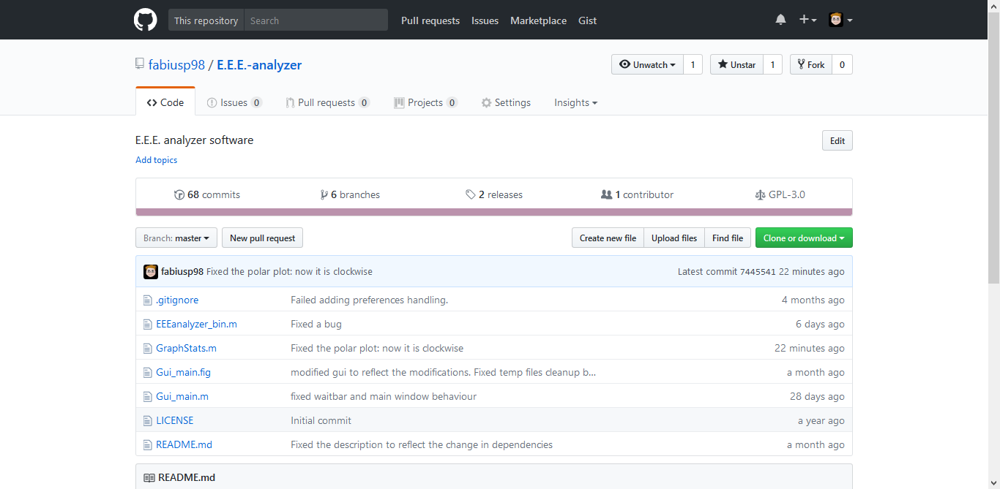 This repository Search Pull requests Issues Marketplace Gist
fabiusp98 / E.E.E.-analyzer Unwatch 1 Unstar 1 Fork 0
Code Issues 0 Pull requests 0 Projects 0 Settings Insights
E.E.E. analyzer software Edit
Add topics
68 commits 6 branches 2 releases 1 contributor GPL-3.0
Branch: master New pull request Create new file Upload files Find file Clone or download
fabiusp98 Fixed the polar plot: now it is clockwise Latest commit 7445541 22 minutes ago
.gitignore Failed adding preferences handling. 4 months ago
EEEanalyzer_bin.m Fixed a bug 6 days ago
GraphStats.m Fixed the polar plot: now it is clockwise 22 minutes ago
Gui_main.fig modified gui to reflect the modifications. Fixed temp files cleanup b... a month ago
Gui_main.m fixed waitbar and main window behaviour 28 days ago
LICENSE Initial commit a year ago
README.md Fixed the description to reflect the change in dependencies a month ago
README.md